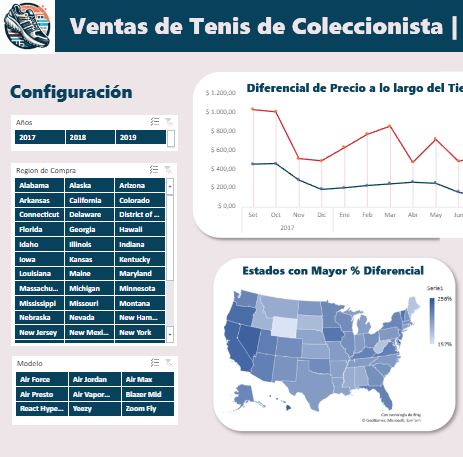 Ventas de Tenis de Coleccionista |
Configuración
Años
2017 2018 2019
Region de Compra
Alabama Alaska Arizona
Arkansas California Colorado
Connecticut Delaware District of ...
Florida Georgia Hawaii
Idaho Illinois Indiana
Iowa Kansas Kentucky
Louisiana Maine Maryland
Massachu... Michigan Minnesota
Mississippi Missouri Montana
Nebraska Nevada New Ham...
New Jersey New Mexi... New York
Modelo
Air Force Air Jordan Air Max
Air Presto Air Vapor... Blazer Mid
React Hype... Yeezy Zoom Fly
Diferencial de Precio a lo largo del Tie
$ 1.200,00
$ 1.000,00
$ 800,00
$ 600,00
$ 400,00
$ 200,00
$ 0,00
Set Oct Nov Dic Ene Feb Mar Abr May Jun
2017
Estados con Mayor % Diferencial
Serie1
258%
157%
Con tecnología de Bing
© GeoNames, Microsoft, TomTom